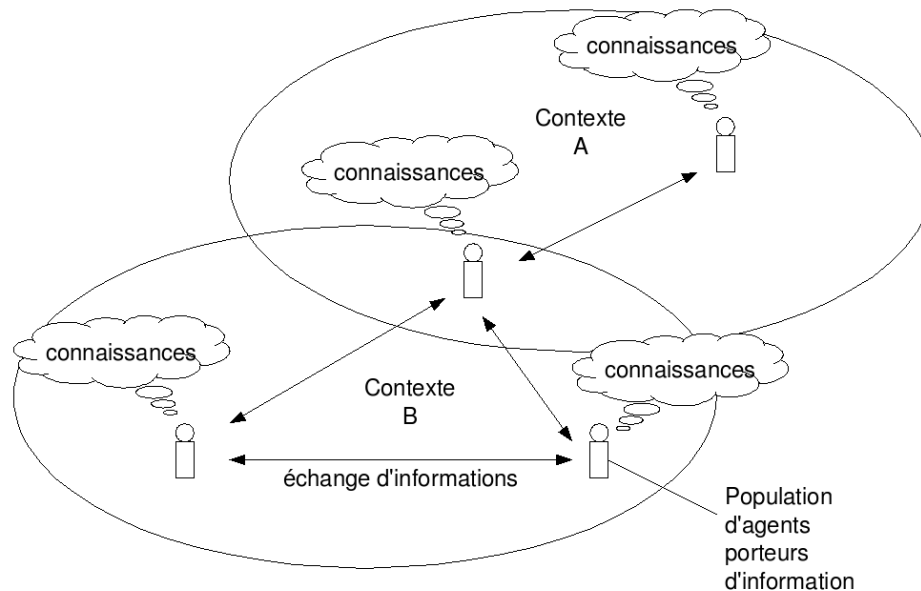 connaissances
Contexte
A
connaissances
connaissances
connaissances
Contexte
B
échange d'informations
Population
d'agents
porteurs
d'information